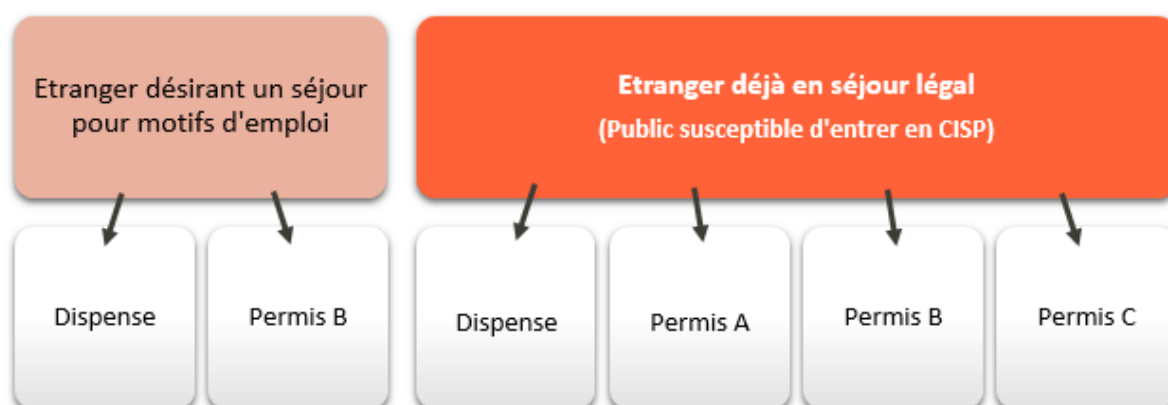 Etranger désirant un séjour
pour motifs d'emploi
Etranger déjà en séjour légal
(Public susceptible d'entrer en CISP)
Dispense
Permis B
Dispense
Permis A
Permis B
Permis C